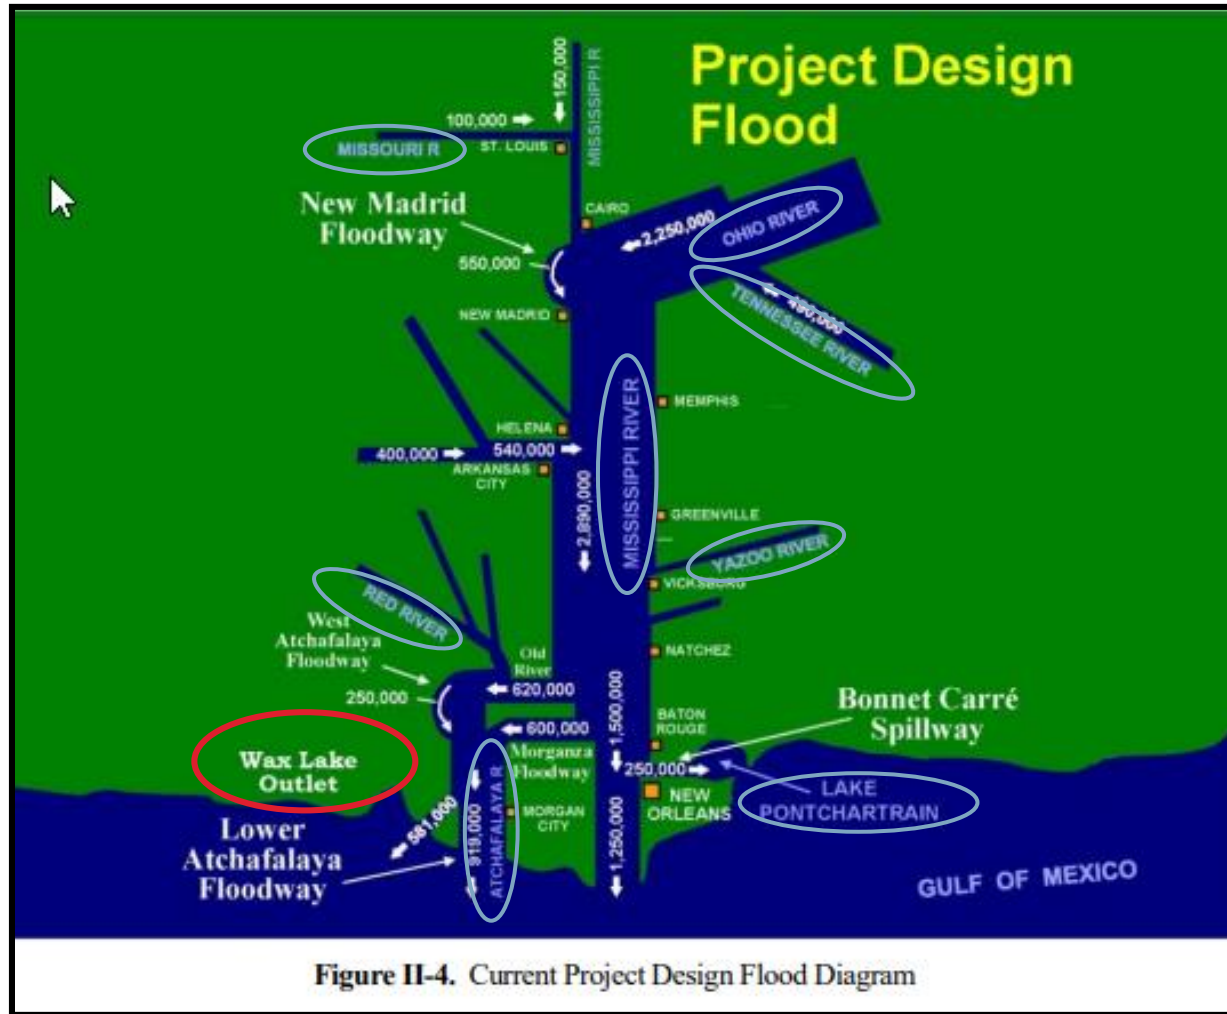 Project Design
Flood
150,000
MISSISSIPPI R
100,000
MISSOURI R
ST. LOUIS
New Madrid
Floodway
CAIRO
2,250,000
OHIO RIVER
550,000
490,000
TENNESSEE RIVER
NEW MADRID
MEMPHIS
HELENA
400,000
540,000
ARKANSAS
CITY
2,890,000
MISSISSIPPI RIVER
GREENVILLE
YAZOO RIVER
VICKSBURG
RED RIVER
West
Atchafalaya
Floodway
Old
River
NATCHEZ
250,000
620,000
1,500,000
Bonnet Carré
Spillway
BATON
ROUGE
600,000
Morganza
Floodway
Wax Lake
Outlet
250,000
LAKE
PONTCHARTRAIN
NEW
ORLEANS
581,000
919,000
ATCHAFALAYA R
MORGAN
CITY
1,250,000
Lower
Atchafalaya
Floodway
GULF OF MEXICO
Figure II-4. Current Project Design Flood Diagram